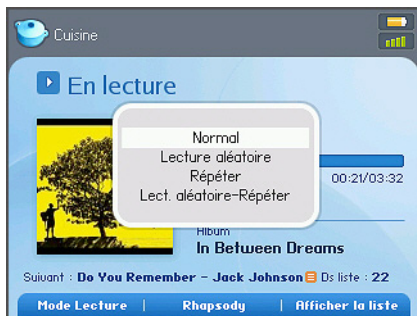 Cuisine
En lecture
Normal
Lecture aléatoire
Répéter
Lect. aléatoire-Répéter
00:21/03:32
Album
In Between Dreams
Suivant : Do You Remember - Jack Johnson Ds liste : 22
Mode Lecture | Rhapsody | Afficher la liste